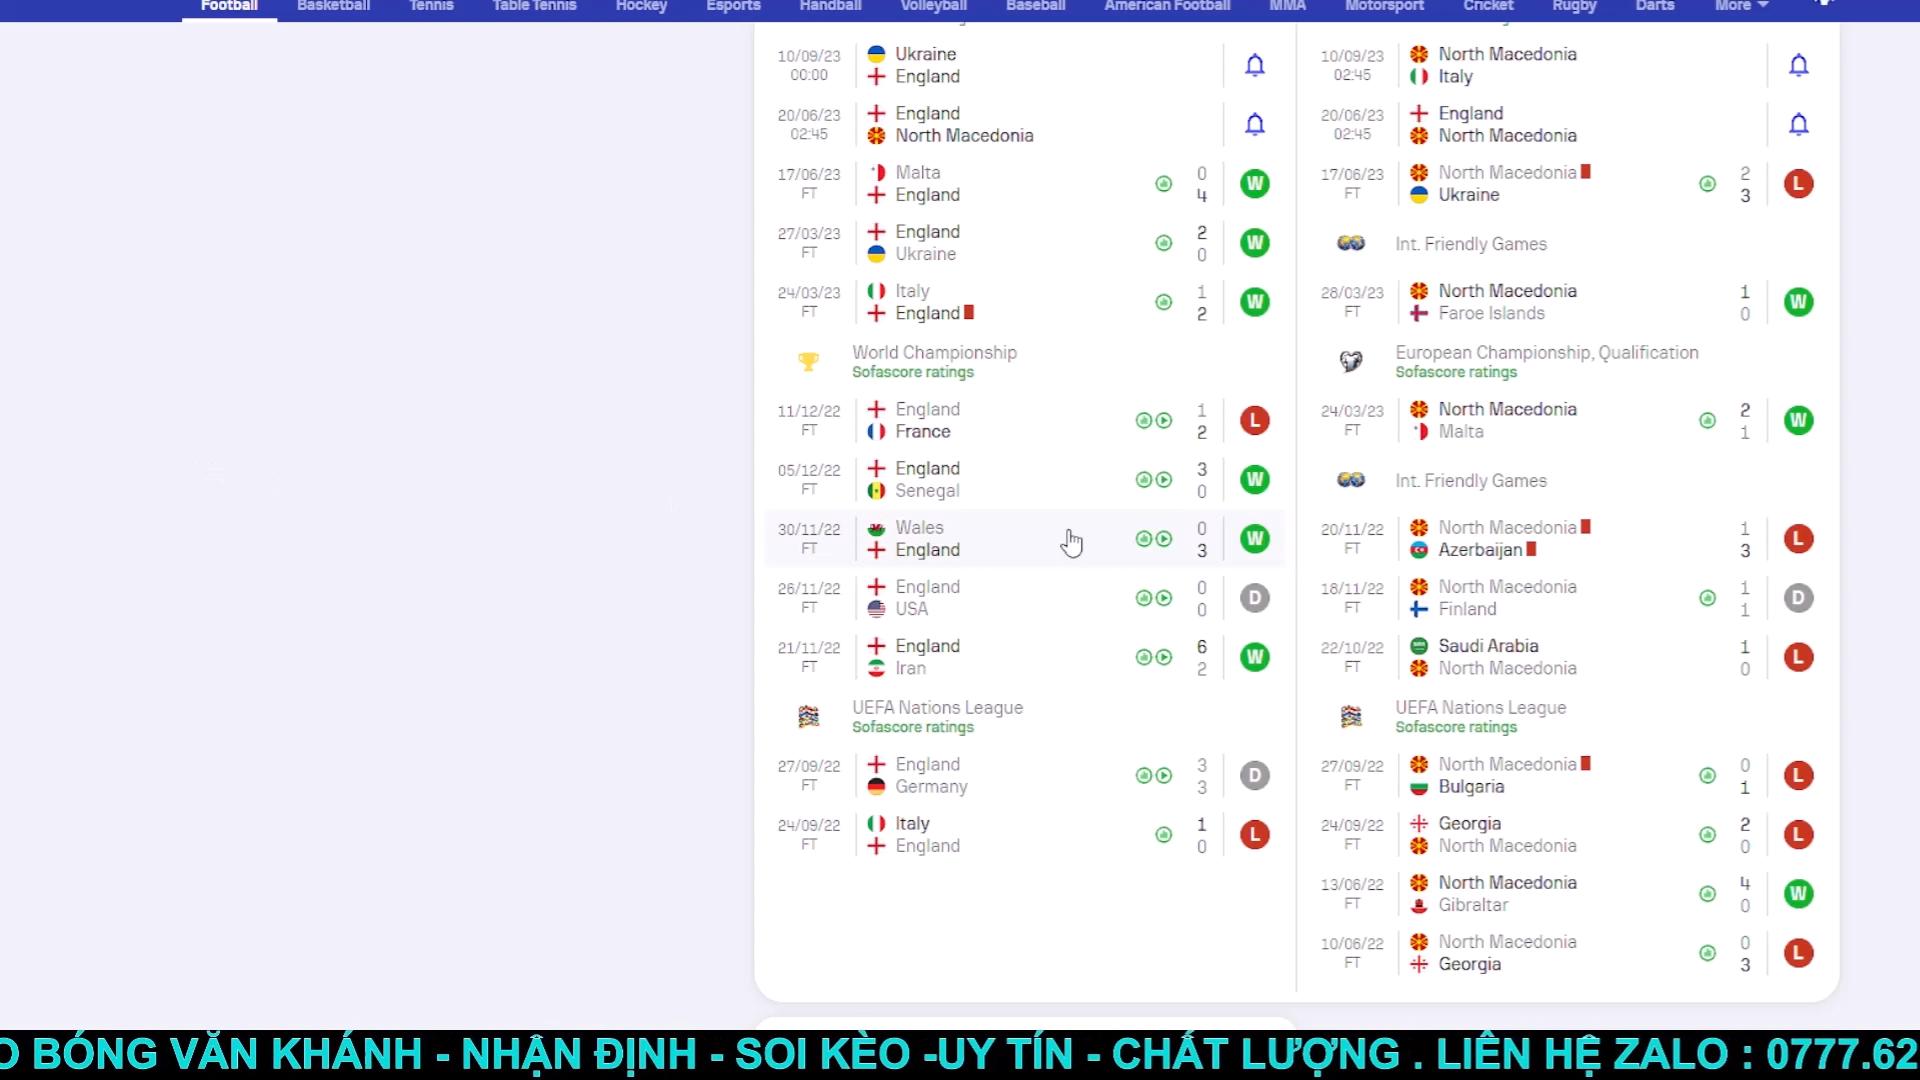 Football Basketball Tennis Table Tennis Hockey Esports Handball Volleyball Baseball American Football MMA Motorsport Cricket Rugby Darts More
10/09/23 Ukraine
00:00 England
20/06/23 England
02:45 North Macedonia
17/06/23 Malta 0
FT England 4 W
27/03/23 England 2
FT Ukraine 0 W
24/03/23 Italy 1
FT England 2 W
World Championship
Sofascore ratings
11/12/22 England 1
FT France 2 L
05/12/22 England 3
FT Senegal 0 W
30/11/22 Wales 0
FT England 3 W
26/11/22 England 0
FT USA 0 D
21/11/22 England 6
FT Iran 2 W
UEFA Nations League
Sofascore ratings
27/09/22 England 3
FT Germany 3 D
24/09/22 Italy 1
FT England 0 L
10/09/23 North Macedonia
02:45 Italy
20/06/23 England
02:45 North Macedonia
17/06/23 North Macedonia 2
FT Ukraine 3 L
Int. Friendly Games
28/03/23 North Macedonia 1
FT Faroe Islands 0 W
European Championship, Qualification
Sofascore ratings
24/03/23 North Macedonia 2
FT Malta 1 W
Int. Friendly Games
20/11/22 North Macedonia 1
FT Azerbaijan 3 L
18/11/22 North Macedonia 1
FT Finland 1 D
22/10/22 Saudi Arabia 1
FT North Macedonia 0 L
UEFA Nations League
Sofascore ratings
27/09/22 North Macedonia 0
FT Bulgaria 1 L
24/09/22 Georgia 2
FT North Macedonia 0 L
13/06/22 North Macedonia 4
FT Gibraltar 0 W
10/06/22 North Macedonia 0
FT Georgia 3 L
O BÓNG VĂN KHÁNH - NHẬN ĐỊNH - SOI KÈO -UY TÍN - CHẤT LƯỢNG . LIÊN HỆ ZALO : 0777.62